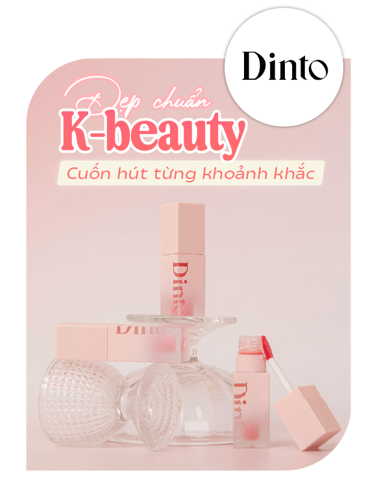 Dinto
Đẹp chuẩn
K-beauty
Cuốn hút từng khoảnh khắc
Dinto
Dinto
Dinto